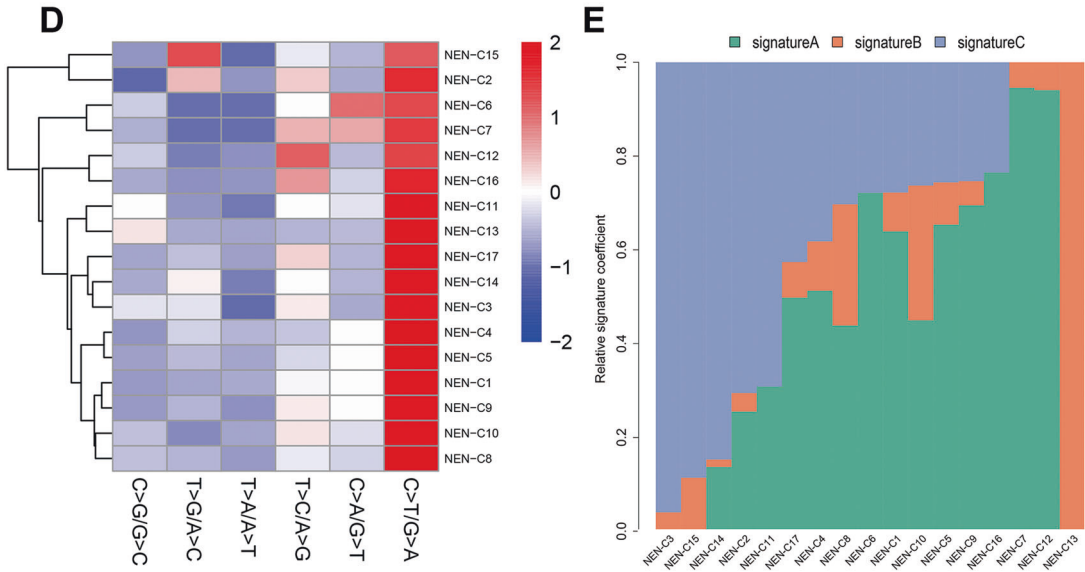 D
NEN-C15
NEN-C2
NEN-C6
NEN-C7
NEN-C12
NEN-C16
NEN-C11
NEN-C13
NEN-C17
NEN-C14
NEN-C3
NEN-C4
NEN-C5
NEN-C1
NEN-C9
NEN-C10
NEN-C8
C>G/G>C
T>G/A>C
T>A/A>T
T>C/A>G
C>A/G>T
C>T/G>A
2
1
0
−1
−2
E
signatureA signatureB signatureC
Relative signature coefficient
1.0
0.8
0.6
0.4
0.2
0.0
NEN-C3
NEN-C15
NEN-C14
NEN-C2
NEN-C11
NEN-C17
NEN-C4
NEN-C8
NEN-C6
NEN-C1
NEN-C10
NEN-C5
NEN-C9
NEN-C16
NEN-C7
NEN-C12
NEN-C13